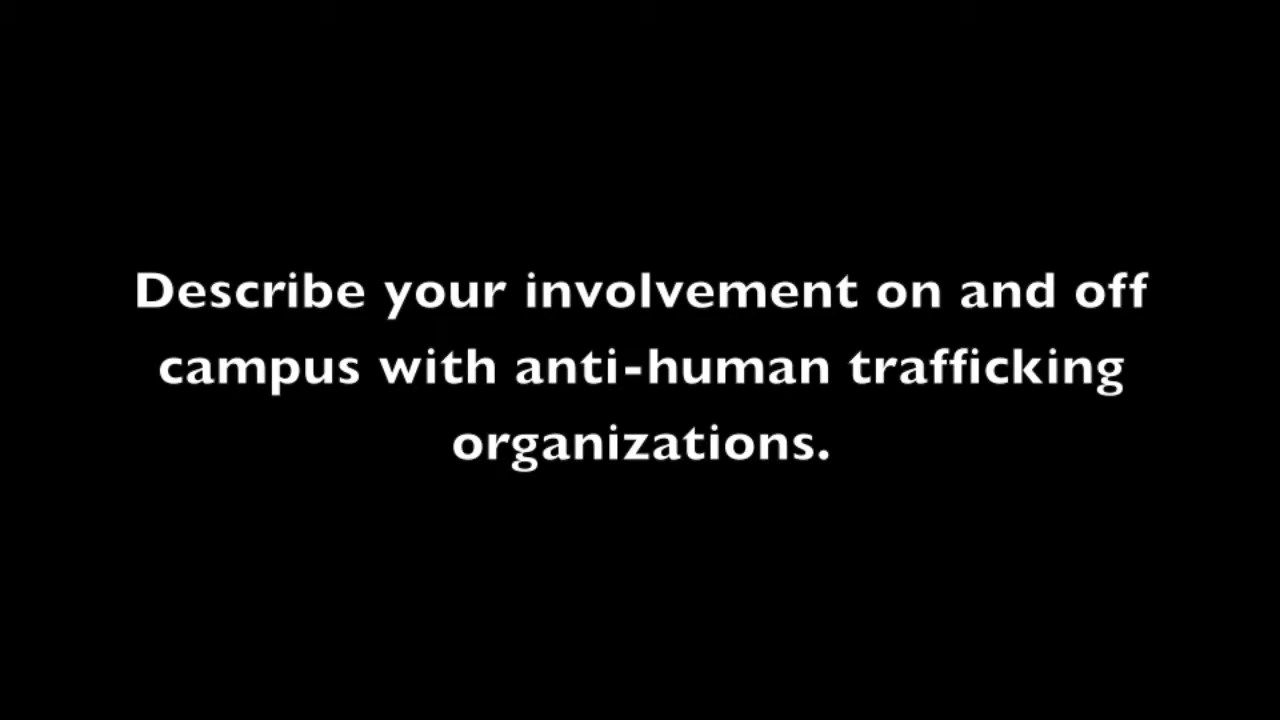 Describe your involvement on and off
campus with anti-human trafficking
organizations.